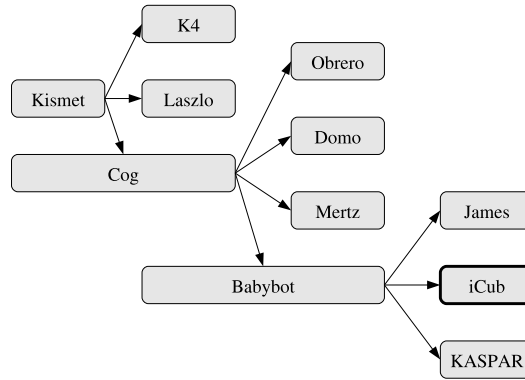 K4
Obrero
Kismet
Laszlo
Domo
Cog
Mertz
James
Babybot
iCub
KASPAR